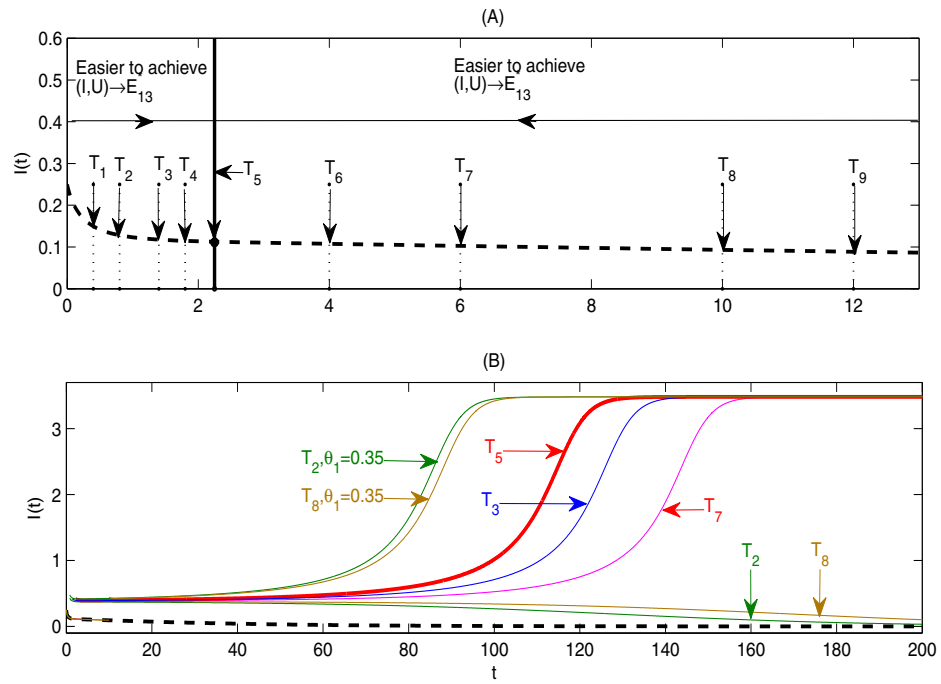 (A)
0.6
0.5
0.4
0.3
0.2
0.1
0
I(t)
Easier to achieve
(I,U)→E₁₃
Easier to achieve
(I,U)→E₁₃
T₁
T₂
T₃
T₄
T₅
T₆
T₇
T₈
T₉
0
2
4
6
8
10
12
(B)
3
2
1
0
I(t)
T₂,θ₁=0.35
T₈,θ₁=0.35
T₅
T₃
T₇
T₂
T₈
0
20
40
60
80
100
120
140
160
180
200
t